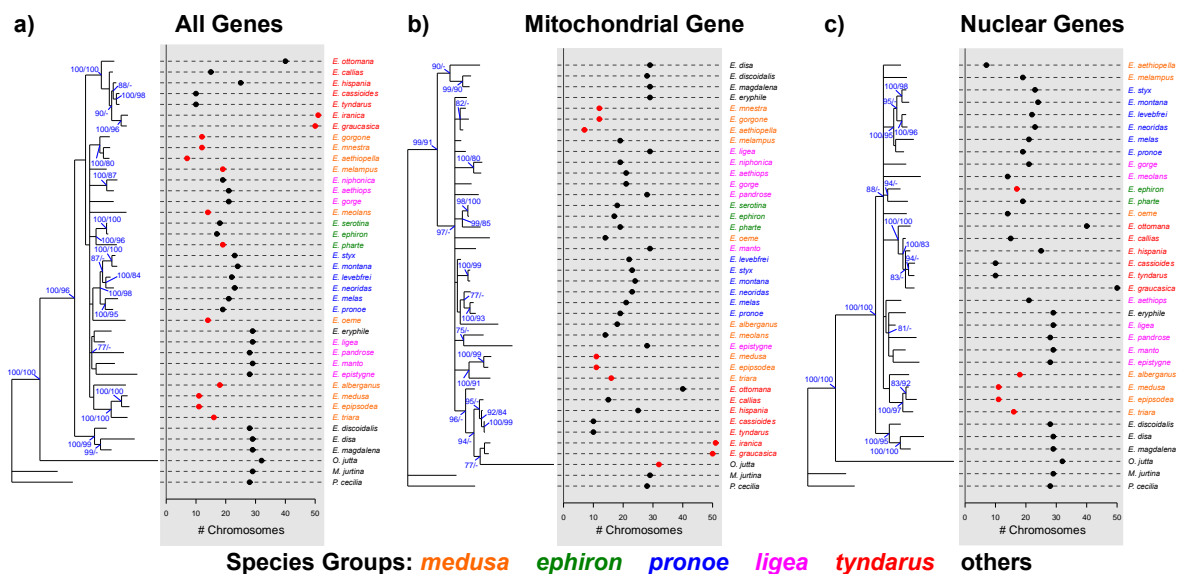 a) All Genes
E. ottomana
E. callias
E. hispania
E. cassioides
E. tyndarus
E. iranica
E. graucasica
E. gorgone
E. mnestra
E. aethiopella
E. melampus
E. niphonica
E. aethiops
E. gorge
E. meolans
E. serotina
E. ephiron
E. pharte
E. styx
E. montana
E. levebfrei
E. neoridas
E. melas
E. pronoe
E. oeme
E. eryphile
E. ligea
E. pandrose
E. manto
E. epistygne
E. alberganus
E. medusa
E. epipsodea
E. triara
E. discoidalis
E. disa
E. magdalena
O. jutta
M. jurtina
P. cecilia
100/100
88/-
100/98
90/-
100/96
100/80
100/87
100/100
100/96
100/100
87/-
100/84
100/98
100/95
100/96
77/-
100/100
100/100
100/100
100/99
99/-
0 10 20 30 40 50
# Chromosomes
b) Mitochondrial Gene
E. disa
E. discoidalis
E. magdalena
E. eryphile
E. mnestra
E. gorgone
E. aethiopella
E. melampus
E. ligea
E. niphonica
E. aethiops
E. gorge
E. pandrose
E. serotina
E. ephiron
E. pharte
E. oeme
E. manto
E. levebfrei
E. styx
E. montana
E. neoridas
E. melas
E. pronoe
E. alberganus
E. meolans
E. epistygne
E. medusa
E. epipsodea
E. triara
E. ottomana
E. callias
E. hispania
E. cassioides
E. tyndarus
E. iranica
E. graucasica
O. jutta
M. jurtina
P. cecilia
90/-
99/90
82/-
99/91
100/80
98/100
99/85
97/-
100/99
77/-
100/93
75/-
100/99
100/91
95/-
92/84
100/99
96/-
94/-
77/-
0 10 20 30 40 50
# Chromosomes
c) Nuclear Genes
E. aethiopella
E. melampus
E. styx
E. montana
E. levebfrei
E. neoridas
E. melas
E. pronoe
E. gorge
E. meolans
E. ephiron
E. pharte
E. oeme
E. ottomana
E. callias
E. hispania
E. cassioides
E. tyndarus
E. graucasica
E. aethiops
E. eryphile
E. ligea
E. pandrose
E. manto
E. epistygne
E. alberganus
E. medusa
E. epipsodea
E. triara
E. discoidalis
E. disa
E. magdalena
O. jutta
M. jurtina
P. cecilia
100/98
95/-
100/95
100/96
94/-
88/-
100/100
100/83
94/-
83/-
100/100
81/-
100/100
83/92
100/97
100/95
100/100
0 10 20 30 40 50
# Chromosomes
Species Groups: medusa ephiron pronoe ligea tyndarus others